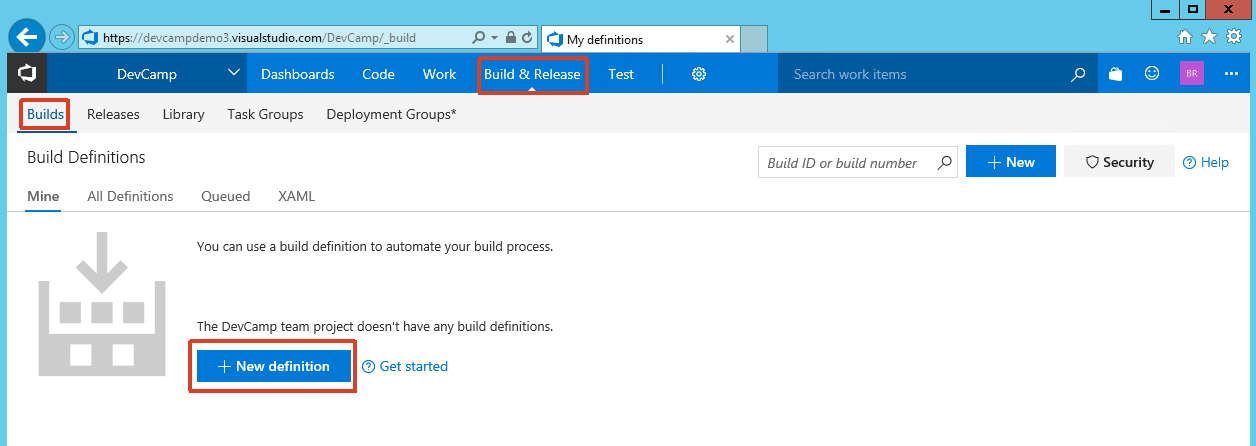 https://devcampdemo3.visualstudio.com/DevCamp/_build
My definitions
DevCamp Dashboards Code Work Build & Release Test Search work items BR
Builds Releases Library Task Groups Deployment Groups*
Build Definitions
Build ID or build number + New Security Help
Mine All Definitions Queued XAML
You can use a build definition to automate your build process.
The DevCamp team project doesn't have any build definitions.
+ New definition Get started